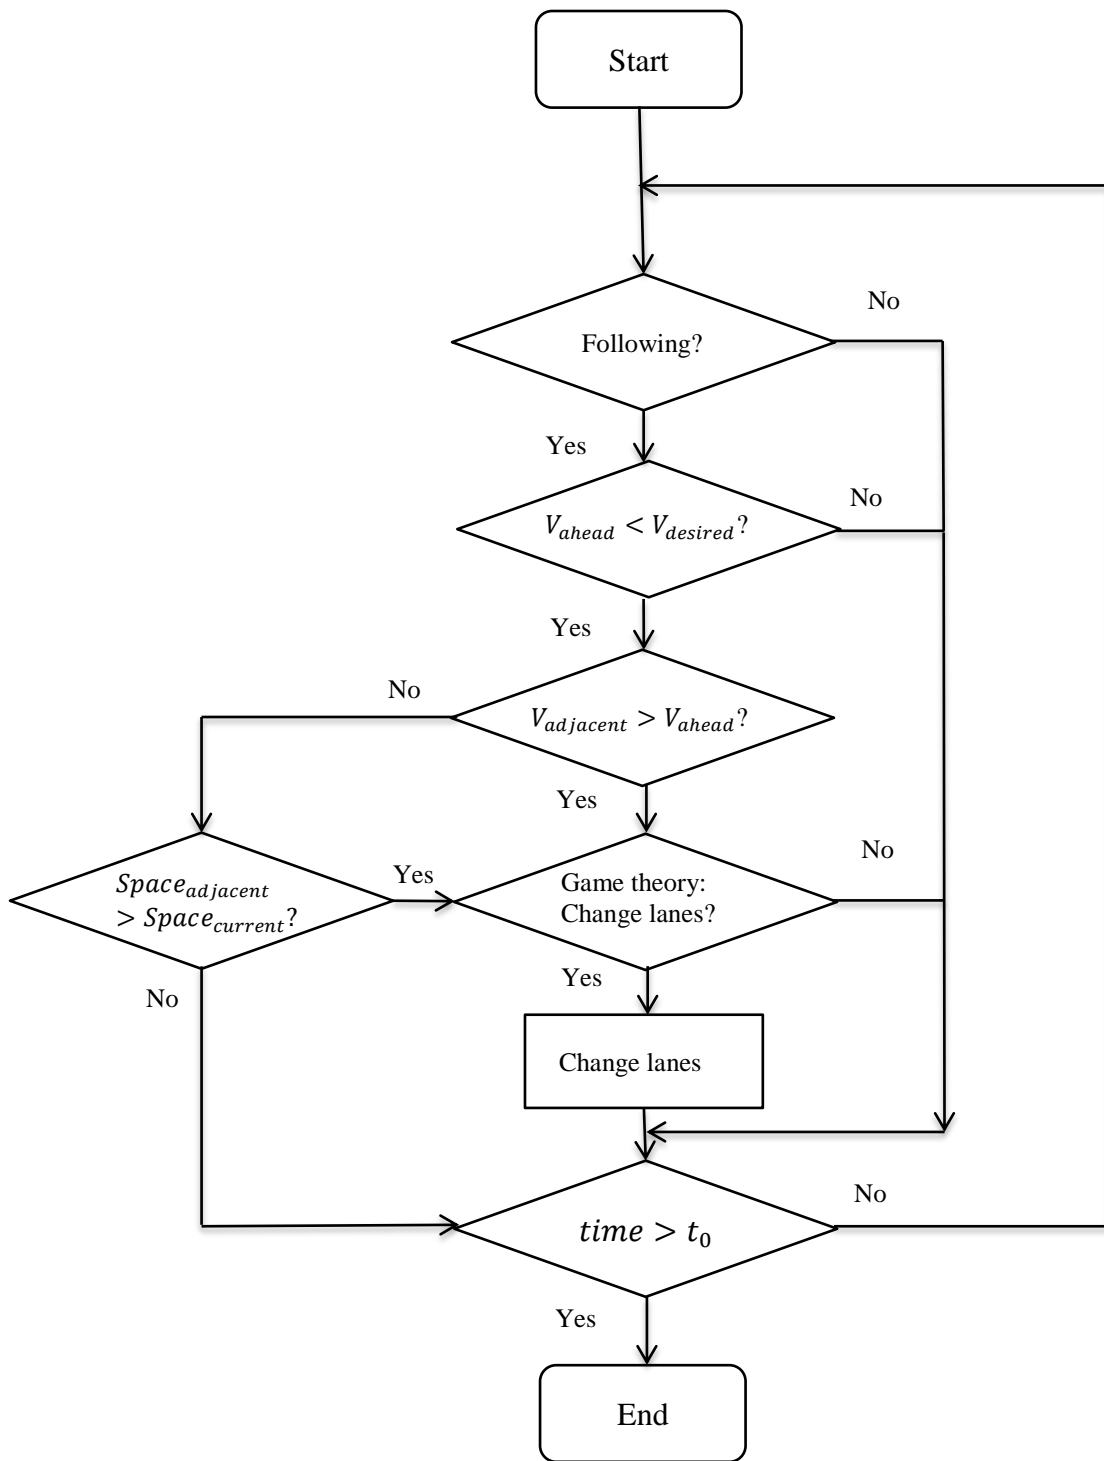 Start
No
Following?
Yes
No
V_ahead < V_desired?
Yes
No
V_adjacent > V_ahead?
Yes
No
Space_adjacent
> Space_current?
Yes
Game theory:
Change lanes?
Yes
No
Change lanes
No
time > t_0
Yes
End